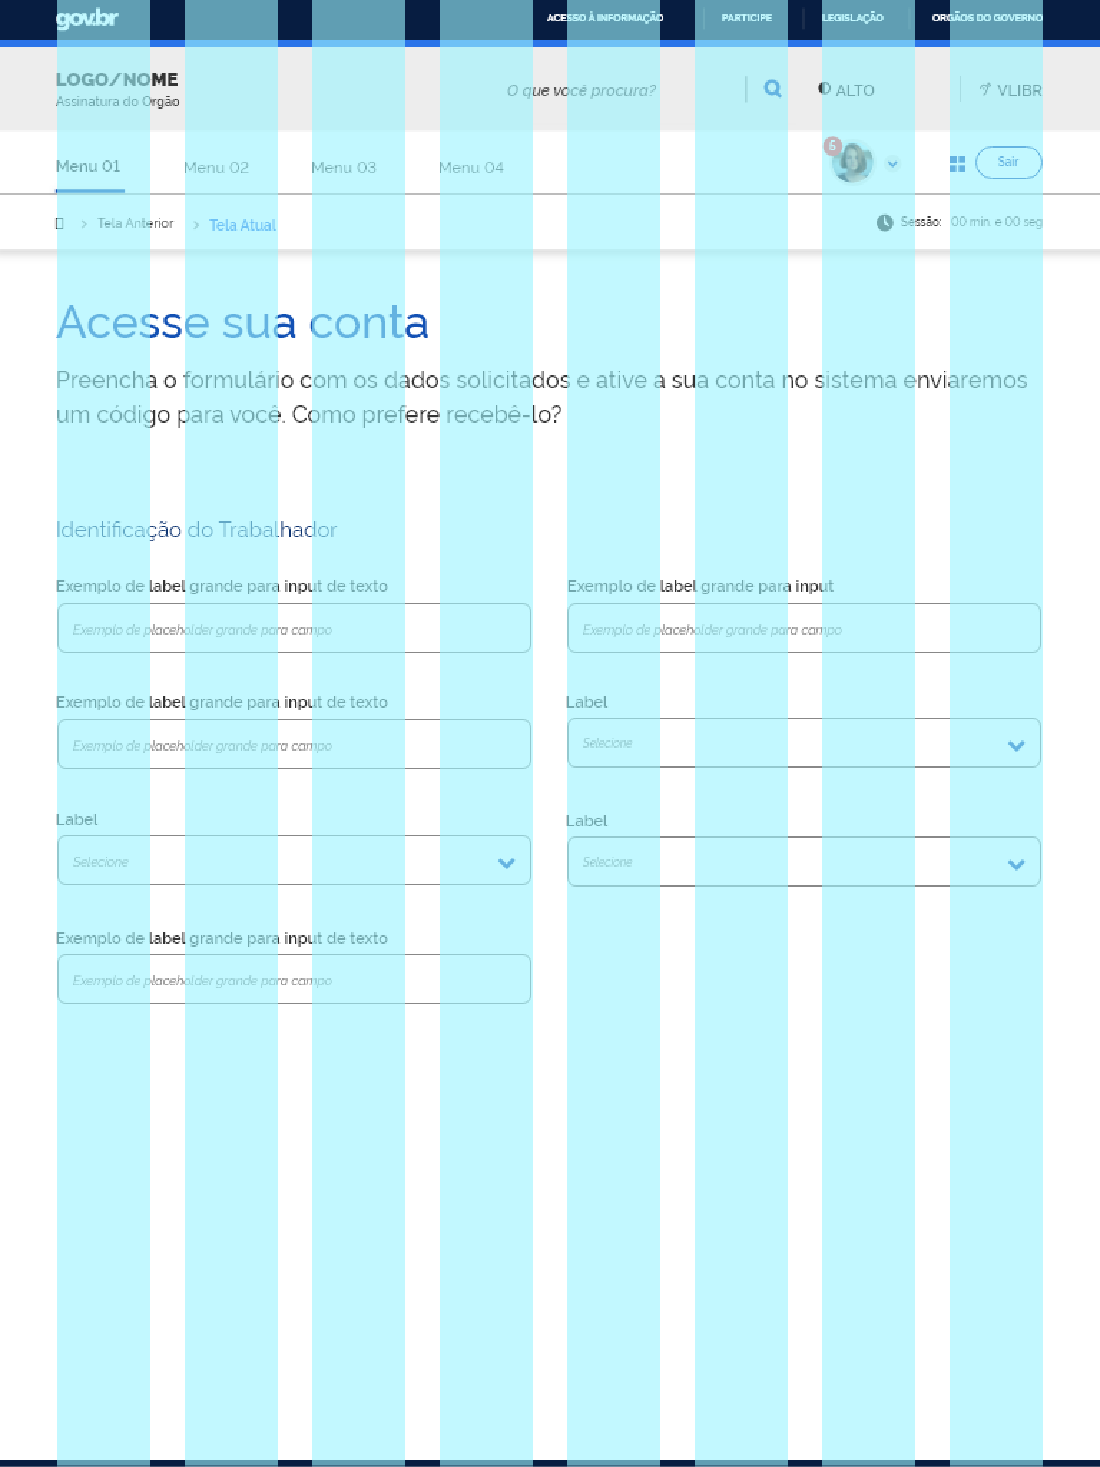 gov.br
ACESSO À INFORMAÇÃO
PARTICIPE
LEGISLAÇÃO
ORGÃOS DO GOVERNO
LOGO/NOME
Assinatura do Orgão
O que você procura?
ALTO
VLIBR
Menu 01
Menu 02
Menu 03
Menu 04
6
Sair
Tela Anterior
Tela Atual
Sessão: 00 min. e 00 seg
Acesse sua conta
Preencha o formulário com os dados solicitados e ative a sua conta no sistema enviaremos
um código para você. Como prefere recebê-lo?
Identificação do Trabalhador
Exemplo de label grande para input de texto
Exemplo de label grande para input
Exemplo de placeholder grande para campo
Exemplo de placeholder grande para campo
Exemplo de label grande para input de texto
Label
Exemplo de placeholder grande para campo
Selecione
Label
Label
Selecione
Selecione
Exemplo de label grande para input de texto
Exemplo de placeholder grande para campo